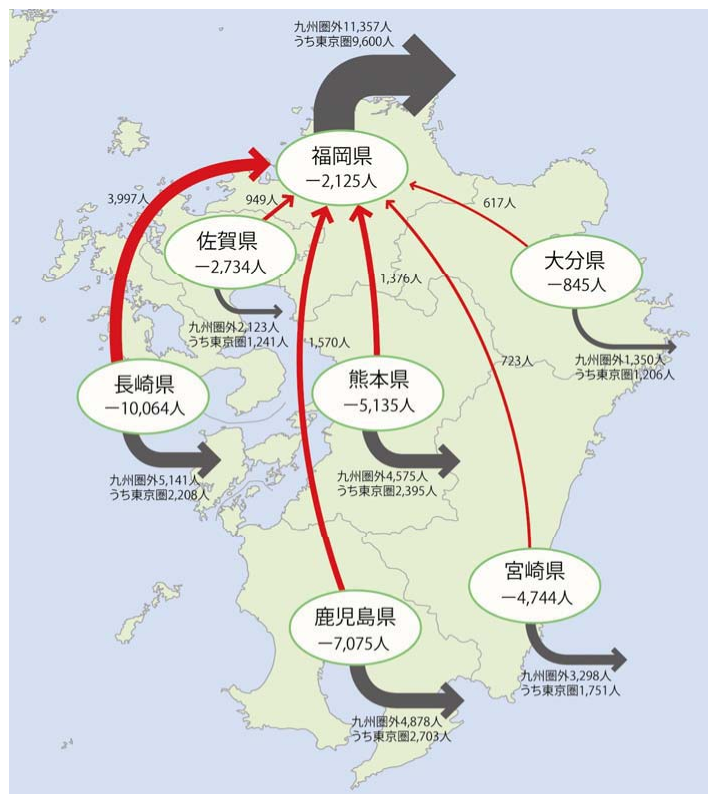 九州圏外11,357人
うち東京圏9,600人
福岡県
－2,125人
3,997人
949人
617人
佐賀県
－2,734人
大分県
－845人
1,376人
九州圏外2,123人
うち東京圏1,241人
1,570人
九州圏外1,350人
うち東京圏1,206人
723人
長崎県
－10,064人
熊本県
－5,135人
九州圏外5,141人
うち東京圏2,208人
九州圏外4,575人
うち東京圏2,395人
宮崎県
－4,744人
鹿児島県
－7,075人
九州圏外3,298人
うち東京圏1,751人
九州圏外4,878人
うち東京圏2,703人